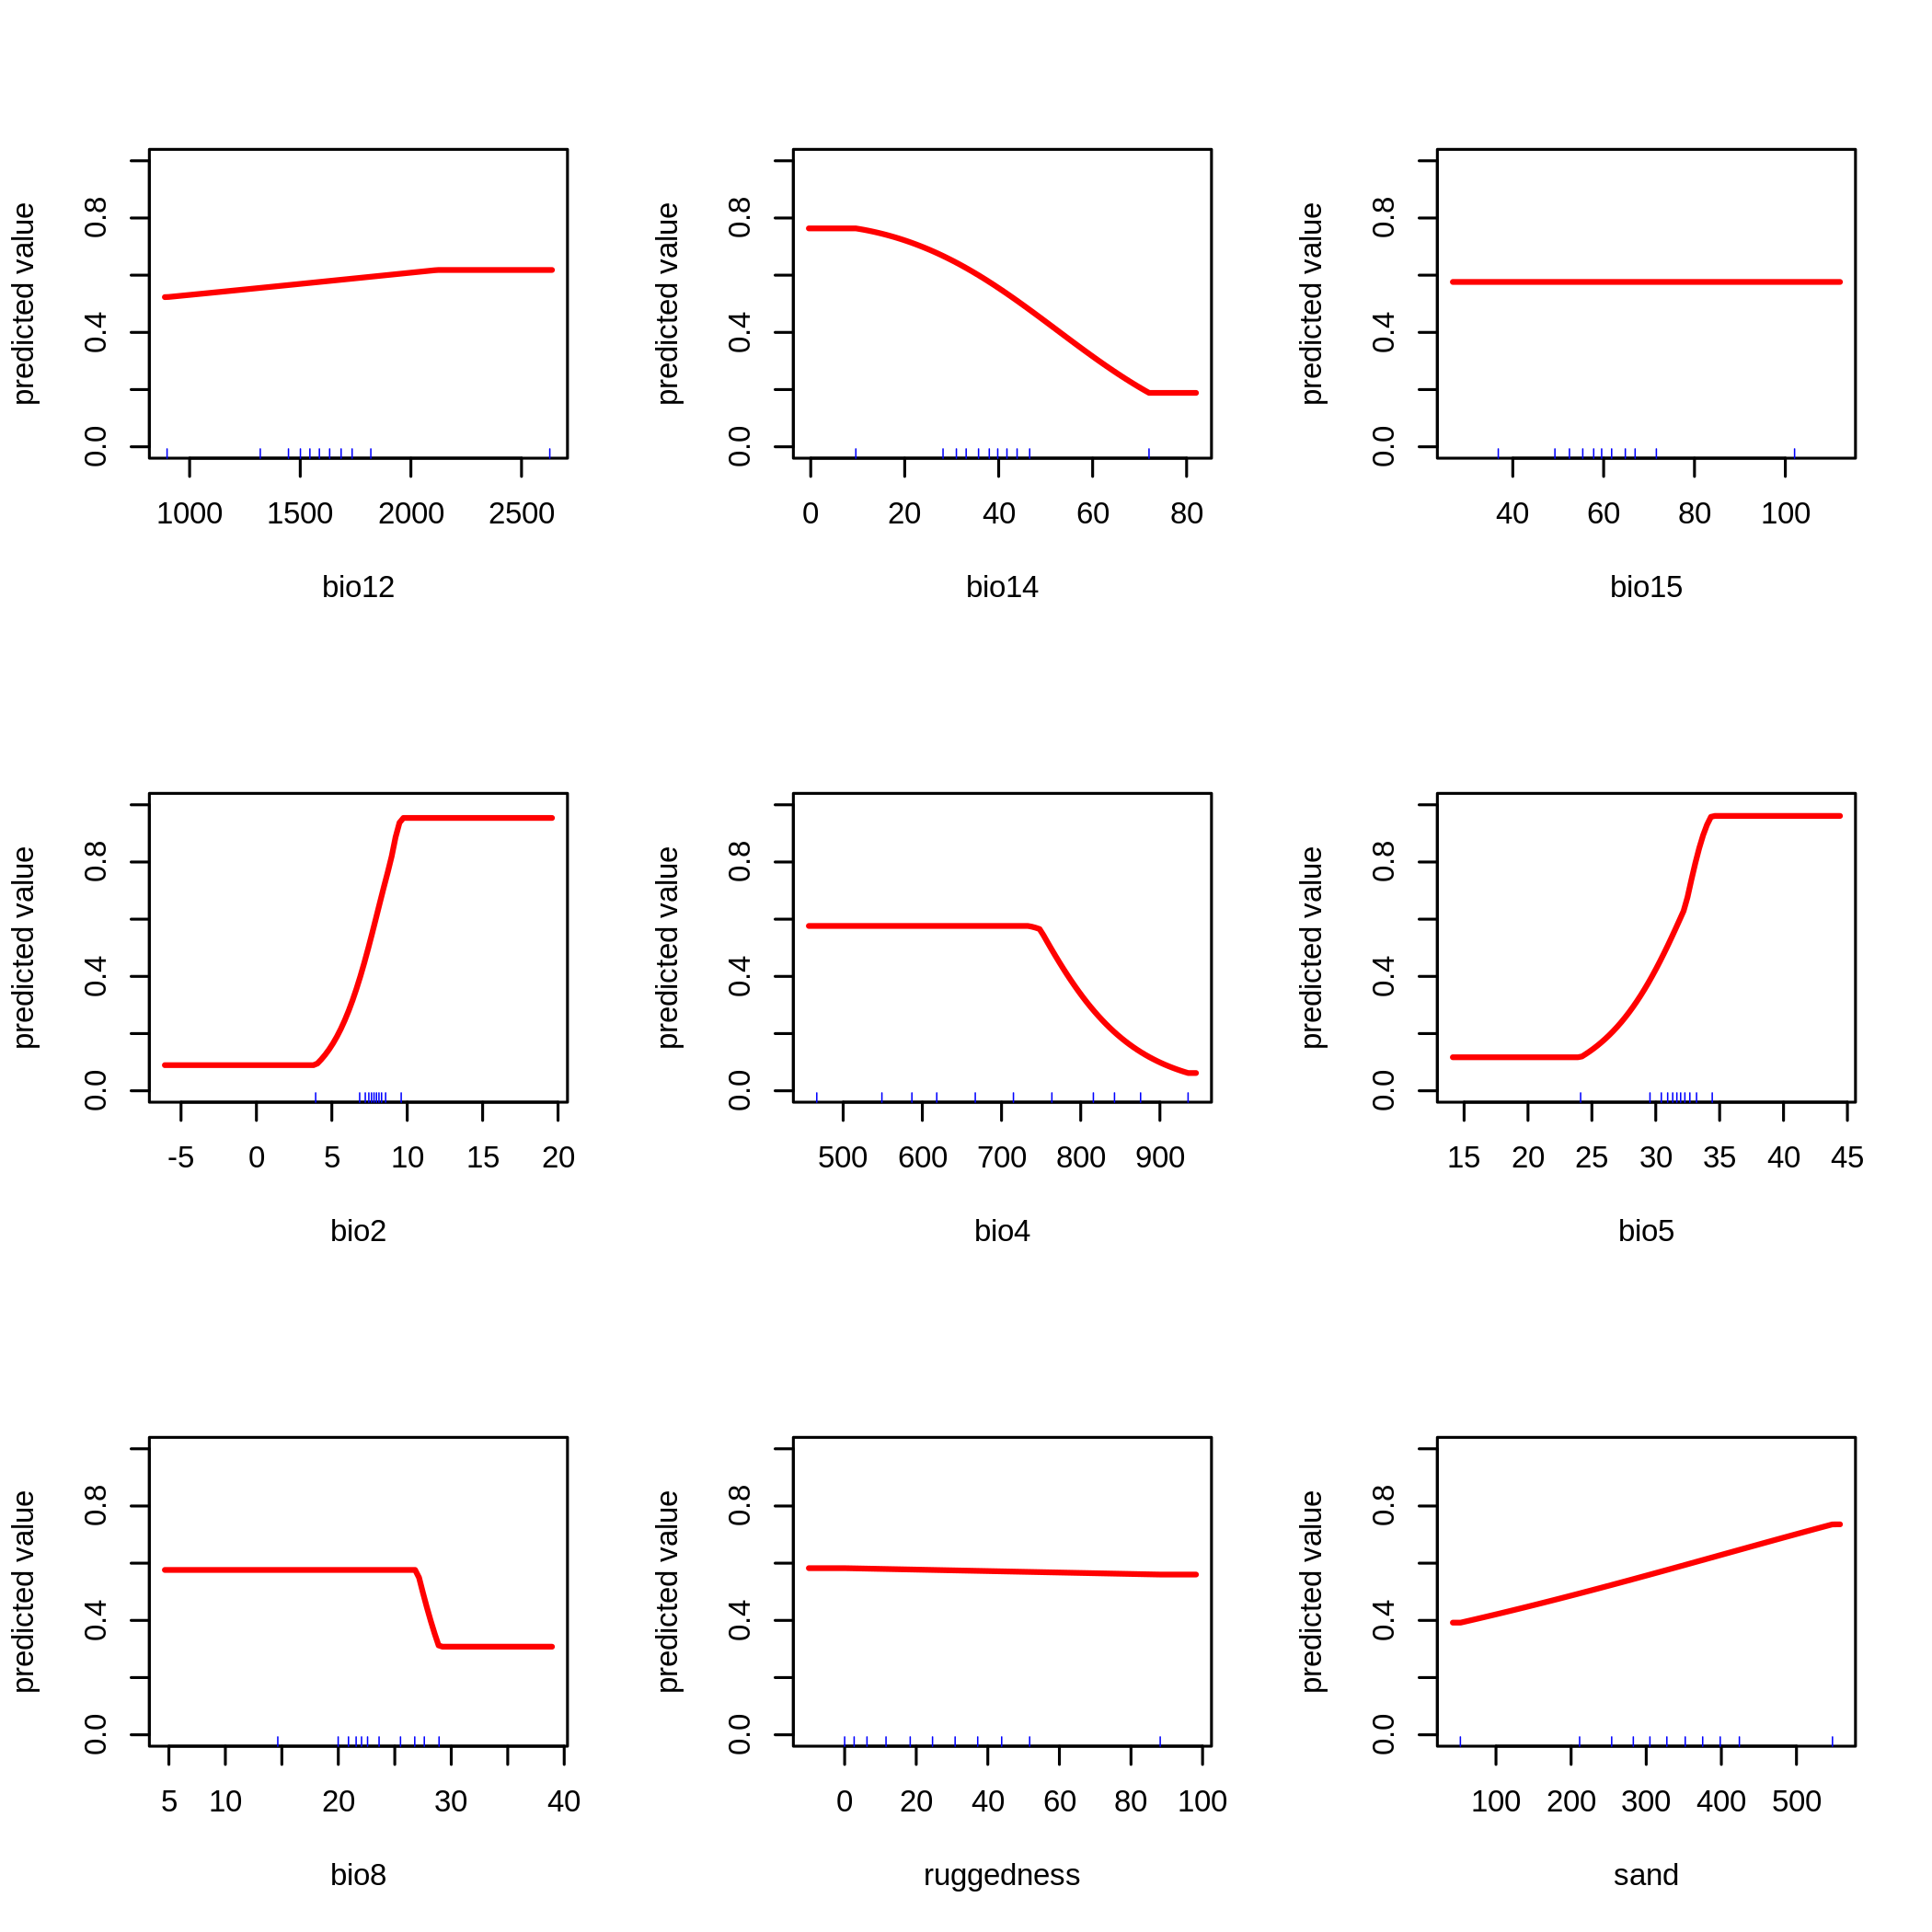 predicted value
0.0 0.4 0.8
1000 1500 2000 2500
bio12
predicted value
0.0 0.4 0.8
0 20 40 60 80
bio14
predicted value
0.0 0.4 0.8
40 60 80 100
bio15
predicted value
0.0 0.4 0.8
-5 0 5 10 15 20
bio2
predicted value
0.0 0.4 0.8
500 600 700 800 900
bio4
predicted value
0.0 0.4 0.8
15 20 25 30 35 40 45
bio5
predicted value
0.0 0.4 0.8
5 10 20 30 40
bio8
predicted value
0.0 0.4 0.8
0 20 40 60 80 100
ruggedness
predicted value
0.0 0.4 0.8
100 200 300 400 500
sand